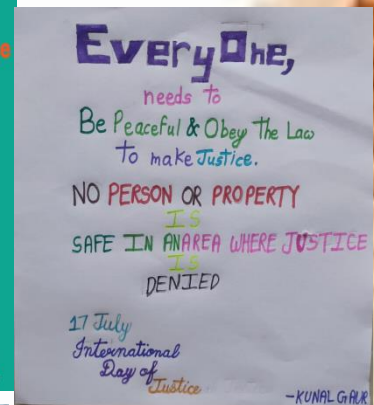 e
EveryOne,
needs to
Be Peaceful & Obey The Law
To make Justice.
NO PERSON OR PROPERTY
IS
SAFE IN ANAREA WHERE JUSTICE
IS
DENIED
17 July
International
Day of
Justice
-KUNAL GAUR